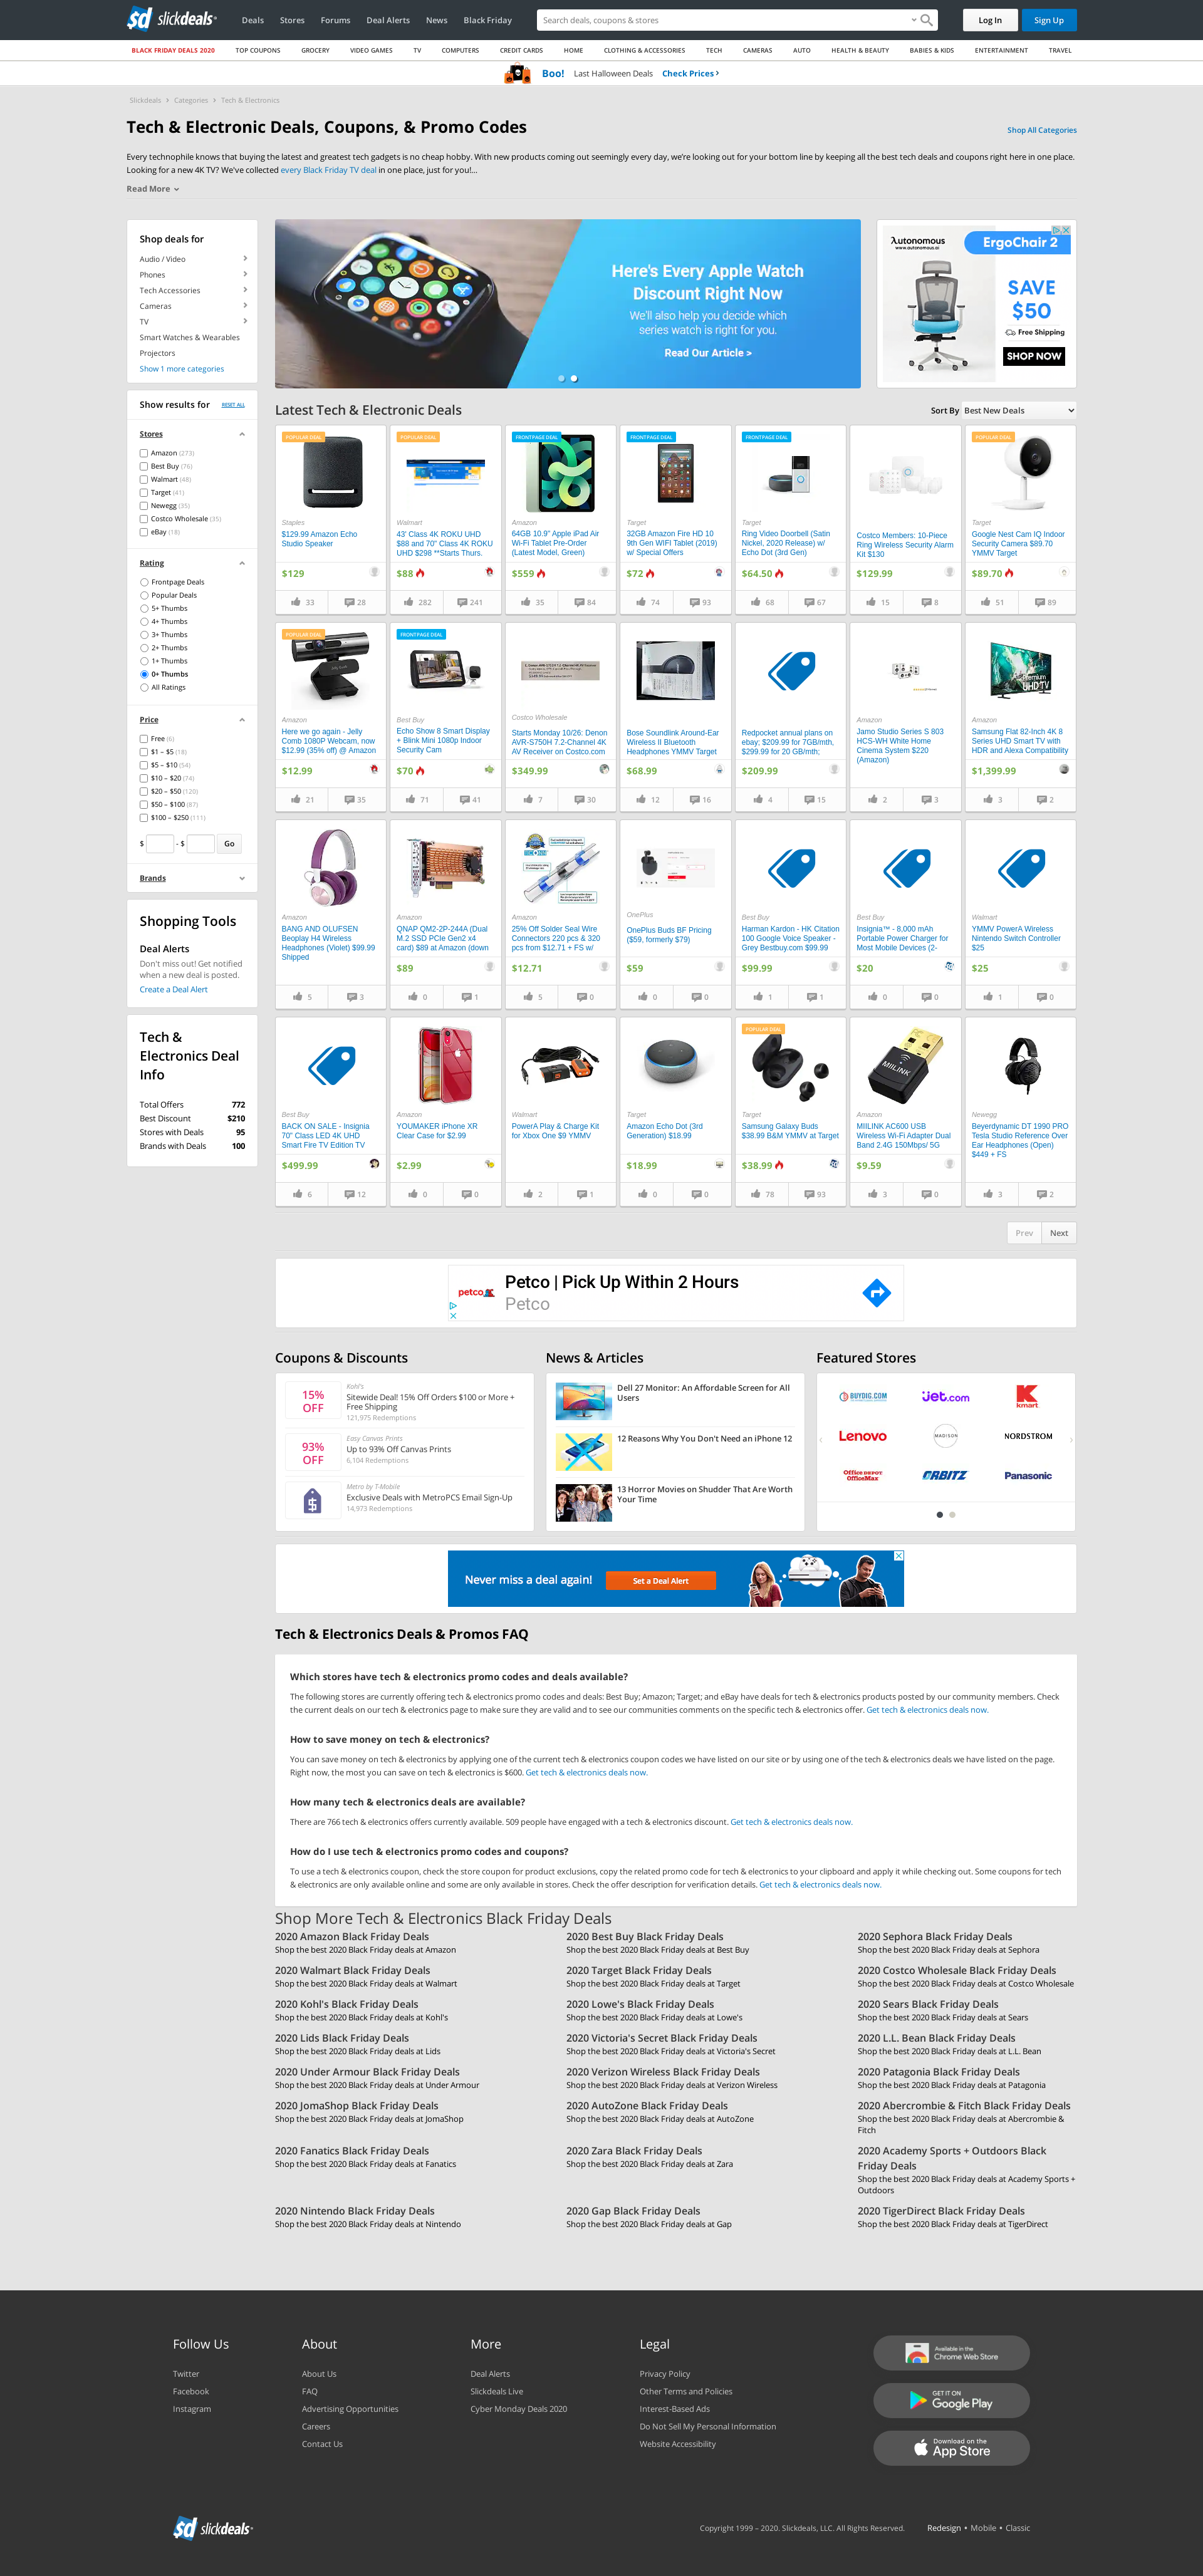 slickdeals
Deals
Stores
Forums
Deal Alerts
News
Black Friday
Search deals, coupons & stores
Log In
Sign Up
BLACK FRIDAY DEALS 2020
TOP COUPONS
GROCERY
VIDEO GAMES
TV
COMPUTERS
CREDIT CARDS
HOME
CLOTHING & ACCESSORIES
TECH
CAMERAS
AUTO
HEALTH & BEAUTY
BABIES & KIDS
ENTERTAINMENT
TRAVEL
Boo! Last Halloween Deals Check Prices
Slickdeals > Categories > Tech & Electronics
Tech & Electronic Deals, Coupons, & Promo Codes
Shop All Categories
Every technophile knows that buying the latest and greatest tech gadgets is no cheap hobby. With new products coming out seemingly every day, we're looking out for your bottom line by keeping all the best tech deals and coupons right here in one place.
Looking for a new 4K TV? We've collected every Black Friday TV deal in one place, just for you!...
Read More
Shop deals for
Audio / Video
Phones
Tech Accessories
Cameras
TV
Smart Watches & Wearables
Projectors
Show 1 more categories
Show results for
RESET ALL
Stores
Amazon (273)
Best Buy (76)
Walmart (48)
Target (41)
Newegg (35)
Costco Wholesale (35)
eBay (18)
Rating
Frontpage Deals
Popular Deals
5+ Thumbs
4+ Thumbs
3+ Thumbs
2+ Thumbs
1+ Thumbs
0+ Thumbs
All Ratings
Price
Free (6)
$1 – $5 (18)
$5 – $10 (54)
$10 – $20 (74)
$20 – $50 (120)
$50 – $100 (87)
$100 – $250 (111)
$ - $ Go
Brands
Shopping Tools
Deal Alerts
Don't miss out! Get notified
when a new deal is posted.
Create a Deal Alert
Tech &
Electronics Deal
Info
Total Offers 772
Best Discount $210
Stores with Deals 95
Brands with Deals 100
Here's Every Apple Watch
Discount Right Now
We'll also help you decide which
series watch is right for you.
Read Our Article >
Autonomous
www.autonomous.ai
ErgoChair 2
SAVE
$50
Free Shipping
SHOP NOW
Latest Tech & Electronic Deals
Sort By Best New Deals
POPULAR DEAL
Staples
$129.99 Amazon Echo
Studio Speaker
$129
33 28
POPULAR DEAL
Walmart
43' Class 4K ROKU UHD
$88 and 70" Class 4K ROKU
UHD $298 **Starts Thurs.
$88
282 241
FRONTPAGE DEAL
Amazon
64GB 10.9" Apple iPad Air
Wi-Fi Tablet Pre-Order
(Latest Model, Green)
$559
35 84
FRONTPAGE DEAL
Target
32GB Amazon Fire HD 10
9th Gen WIFI Tablet (2019)
w/ Special Offers
$72
74 93
FRONTPAGE DEAL
Target
Ring Video Doorbell (Satin
Nickel, 2020 Release) w/
Echo Dot (3rd Gen)
$64.50
68 67
Costco Members: 10-Piece
Ring Wireless Security Alarm
Kit $130
$129.99
15 8
POPULAR DEAL
Target
Google Nest Cam IQ Indoor
Security Camera $89.70
YMMV Target
$89.70
51 89
POPULAR DEAL
Amazon
Here we go again - Jelly
Comb 1080P Webcam, now
$12.99 (35% off) @ Amazon
$12.99
21 35
FRONTPAGE DEAL
Best Buy
Echo Show 8 Smart Display
+ Blink Mini 1080p Indoor
Security Cam
$70
71 41
Costco Wholesale
Starts Monday 10/26: Denon
AVR-S750H 7.2-Channel 4K
AV Receiver on Costco.com
$349.99
7 30
Bose Soundlink Around-Ear
Wireless II Bluetooth
Headphones YMMV Target
$68.99
12 16
Redpocket annual plans on
ebay; $209.99 for 7GB/mth,
$299.99 for 20 GB/mth;
$209.99
4 15
Amazon
Jamo Studio Series S 803
HCS-WH White Home
Cinema System $220
(Amazon)
2 3
Premium
UHD TV
Amazon
Samsung Flat 82-Inch 4K 8
Series UHD Smart TV with
HDR and Alexa Compatibility
$1,399.99
3 2
Amazon
BANG AND OLUFSEN
Beoplay H4 Wireless
Headphones (Violet) $99.99
Shipped
5 3
Amazon
QNAP QM2-2P-244A (Dual
M.2 SSD PCIe Gen2 x4
card) $89 at Amazon (down
$89
0 1
Amazon
25% Off Solder Seal Wire
Connectors 220 pcs & 320
pcs from $12.71 + FS w/
$12.71
5 0
OnePlus
OnePlus Buds BF Pricing
($59, formerly $79)
$59
0 0
Best Buy
Harman Kardon - HK Citation
100 Google Voice Speaker -
Grey Bestbuy.com $99.99
$99.99
1 1
Best Buy
Insignia™ - 8,000 mAh
Portable Power Charger for
Most Mobile Devices (2-
$20
0 0
Walmart
YMMV PowerA Wireless
Nintendo Switch Controller
$25
$25
1 0
Best Buy
BACK ON SALE - Insignia
70" Class LED 4K UHD
Smart Fire TV Edition TV
$499.99
6 12
Amazon
YOUMAKER iPhone XR
Clear Case for $2.99
$2.99
0 0
Walmart
PowerA Play & Charge Kit
for Xbox One $9 YMMV
2 1
Target
Amazon Echo Dot (3rd
Generation) $18.99
$18.99
0 0
POPULAR DEAL
Target
Samsung Galaxy Buds
$38.99 B&M YMMV at Target
$38.99
78 93
MIILINK
Amazon
MIILINK AC600 USB
Wireless Wi-Fi Adapter Dual
Band 2.4G 150Mbps/ 5G
$9.59
3 0
Newegg
Beyerdynamic DT 1990 PRO
Tesla Studio Reference Over
Ear Headphones (Open)
$449 + FS
3 2
Prev Next
petco
Petco | Pick Up Within 2 Hours
Petco
Coupons & Discounts
15%
OFF
Kohl's
Sitewide Deal! 15% Off Orders $100 or More +
Free Shipping
121,975 Redemptions
93%
OFF
Easy Canvas Prints
Up to 93% Off Canvas Prints
6,104 Redemptions
Metro by T-Mobile
Exclusive Deals with MetroPCS Email Sign-Up
14,973 Redemptions
News & Articles
Dell 27 Monitor: An Affordable Screen for All
Users
12 Reasons Why You Don't Need an iPhone 12
13 Horror Movies on Shudder That Are Worth
Your Time
Featured Stores
BUYDIG.COM
Jet.com
Kmart
Lenovo
MADISON
NORDSTROM
Office DEPOT
OfficeMax
ORBITZ
Panasonic
Never miss a deal again!
Set a Deal Alert
Tech & Electronics Deals & Promos FAQ
Which stores have tech & electronics promo codes and deals available?
The following stores are currently offering tech & electronics promo codes and deals: Best Buy; Amazon; Target; and eBay have deals for tech & electronics products posted by our community members. Check
the current deals on our tech & electronics page to make sure they are valid and to see our communities comments on the specific tech & electronics offer. Get tech & electronics deals now.
How to save money on tech & electronics?
You can save money on tech & electronics by applying one of the current tech & electronics coupon codes we have listed on our site or by using one of the tech & electronics deals we have listed on the page.
Right now, the most you can save on tech & electronics is $600. Get tech & electronics deals now.
How many tech & electronics deals are available?
There are 766 tech & electronics offers currently available. 509 people have engaged with a tech & electronics discount. Get tech & electronics deals now.
How do I use tech & electronics promo codes and coupons?
To use a tech & electronics coupon, check the store coupon for product exclusions, copy the related promo code for tech & electronics to your clipboard and apply it while checking out. Some coupons for tech
& electronics are only available online and some are only available in stores. Check the offer description for verification details. Get tech & electronics deals now.
Shop More Tech & Electronics Black Friday Deals
2020 Amazon Black Friday Deals
Shop the best 2020 Black Friday deals at Amazon
2020 Best Buy Black Friday Deals
Shop the best 2020 Black Friday deals at Best Buy
2020 Sephora Black Friday Deals
Shop the best 2020 Black Friday deals at Sephora
2020 Walmart Black Friday Deals
Shop the best 2020 Black Friday deals at Walmart
2020 Target Black Friday Deals
Shop the best 2020 Black Friday deals at Target
2020 Costco Wholesale Black Friday Deals
Shop the best 2020 Black Friday deals at Costco Wholesale
2020 Kohl's Black Friday Deals
Shop the best 2020 Black Friday deals at Kohl's
2020 Lowe's Black Friday Deals
Shop the best 2020 Black Friday deals at Lowe's
2020 Sears Black Friday Deals
Shop the best 2020 Black Friday deals at Sears
2020 Lids Black Friday Deals
Shop the best 2020 Black Friday deals at Lids
2020 Victoria's Secret Black Friday Deals
Shop the best 2020 Black Friday deals at Victoria's Secret
2020 L.L. Bean Black Friday Deals
Shop the best 2020 Black Friday deals at L.L. Bean
2020 Under Armour Black Friday Deals
Shop the best 2020 Black Friday deals at Under Armour
2020 Verizon Wireless Black Friday Deals
Shop the best 2020 Black Friday deals at Verizon Wireless
2020 Patagonia Black Friday Deals
Shop the best 2020 Black Friday deals at Patagonia
2020 JomaShop Black Friday Deals
Shop the best 2020 Black Friday deals at JomaShop
2020 AutoZone Black Friday Deals
Shop the best 2020 Black Friday deals at AutoZone
2020 Abercrombie & Fitch Black Friday Deals
Shop the best 2020 Black Friday deals at Abercrombie &
Fitch
2020 Fanatics Black Friday Deals
Shop the best 2020 Black Friday deals at Fanatics
2020 Zara Black Friday Deals
Shop the best 2020 Black Friday deals at Zara
2020 Academy Sports + Outdoors Black
Friday Deals
Shop the best 2020 Black Friday deals at Academy Sports +
Outdoors
2020 Nintendo Black Friday Deals
Shop the best 2020 Black Friday deals at Nintendo
2020 Gap Black Friday Deals
Shop the best 2020 Black Friday deals at Gap
2020 TigerDirect Black Friday Deals
Shop the best 2020 Black Friday deals at TigerDirect
Follow Us
Twitter
Facebook
Instagram
About
About Us
FAQ
Advertising Opportunities
Careers
Contact Us
More
Deal Alerts
Slickdeals Live
Cyber Monday Deals 2020
Legal
Privacy Policy
Other Terms and Policies
Interest-Based Ads
Do Not Sell My Personal Information
Website Accessibility
Available in the
Chrome Web Store
GET IT ON
Google Play
Download on the
App Store
slickdeals
Copyright 1999 – 2020. Slickdeals, LLC. All Rights Reserved.
Redesign • Mobile • Classic